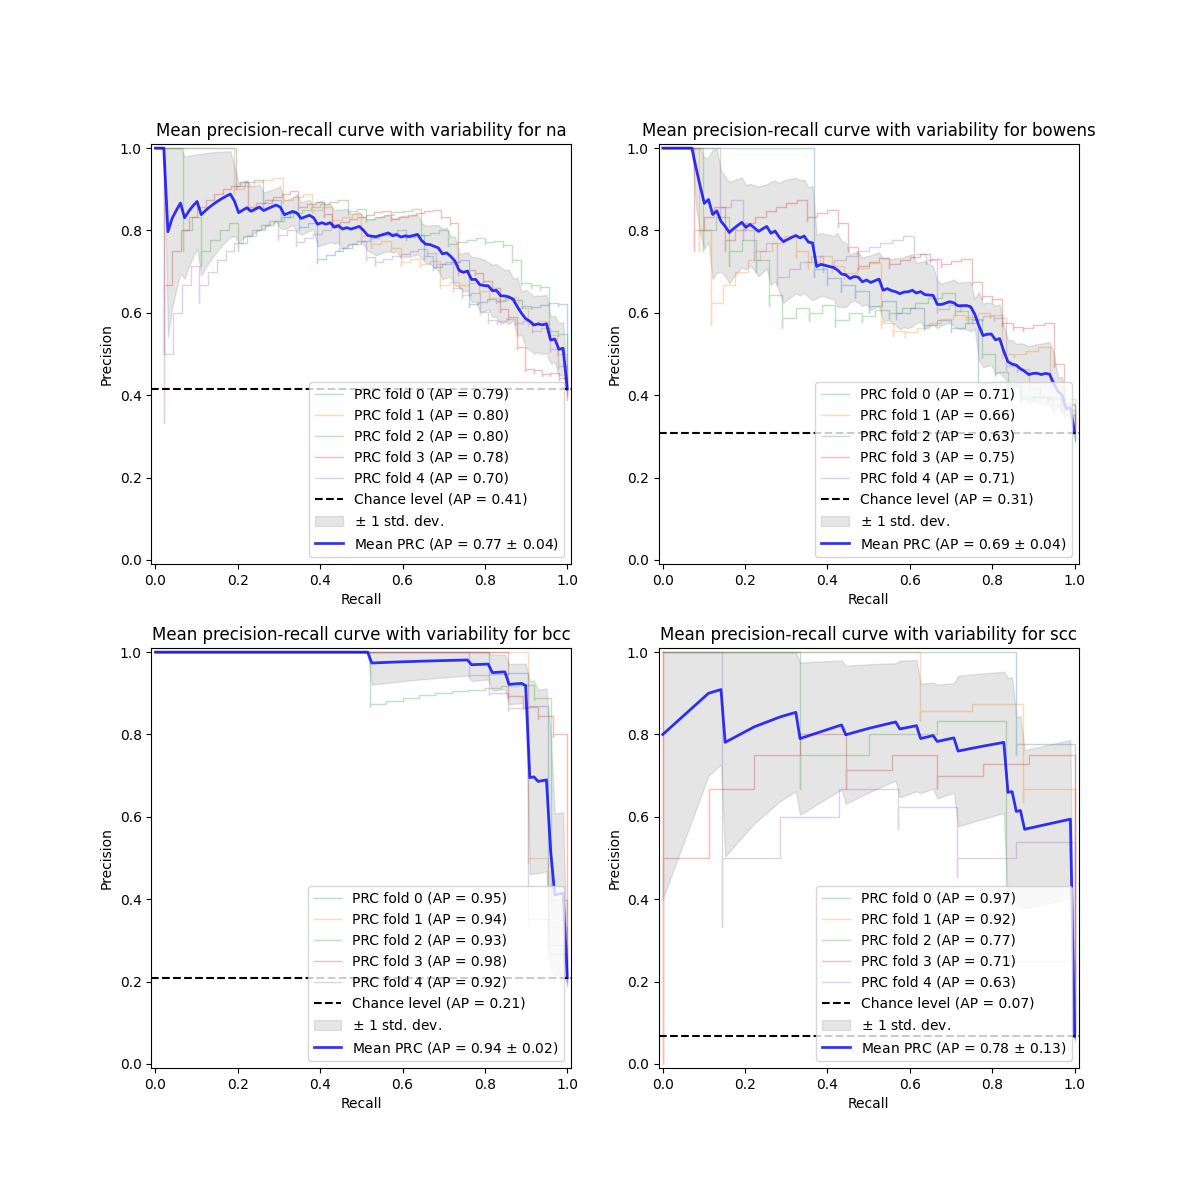 Mean precision-recall curve with variability for na
1.0
0.8
0.6
0.4
0.2
0.0
Precision
PRC fold 0 (AP = 0.79)
PRC fold 1 (AP = 0.80)
PRC fold 2 (AP = 0.80)
PRC fold 3 (AP = 0.78)
PRC fold 4 (AP = 0.70)
Chance level (AP = 0.41)
± 1 std. dev.
Mean PRC (AP = 0.77 ± 0.04)
0.0 0.2 0.4 0.6 0.8 1.0
Recall
Mean precision-recall curve with variability for bowens
1.0
0.8
0.6
0.4
0.2
0.0
Precision
PRC fold 0 (AP = 0.71)
PRC fold 1 (AP = 0.66)
PRC fold 2 (AP = 0.63)
PRC fold 3 (AP = 0.75)
PRC fold 4 (AP = 0.71)
Chance level (AP = 0.31)
± 1 std. dev.
Mean PRC (AP = 0.69 ± 0.04)
0.0 0.2 0.4 0.6 0.8 1.0
Recall
Mean precision-recall curve with variability for bcc
1.0
0.8
0.6
0.4
0.2
0.0
Precision
PRC fold 0 (AP = 0.95)
PRC fold 1 (AP = 0.94)
PRC fold 2 (AP = 0.93)
PRC fold 3 (AP = 0.98)
PRC fold 4 (AP = 0.92)
Chance level (AP = 0.21)
± 1 std. dev.
Mean PRC (AP = 0.94 ± 0.02)
0.0 0.2 0.4 0.6 0.8 1.0
Recall
Mean precision-recall curve with variability for scc
1.0
0.8
0.6
0.4
0.2
0.0
Precision
PRC fold 0 (AP = 0.97)
PRC fold 1 (AP = 0.92)
PRC fold 2 (AP = 0.77)
PRC fold 3 (AP = 0.71)
PRC fold 4 (AP = 0.63)
Chance level (AP = 0.07)
± 1 std. dev.
Mean PRC (AP = 0.78 ± 0.13)
0.0 0.2 0.4 0.6 0.8 1.0
Recall